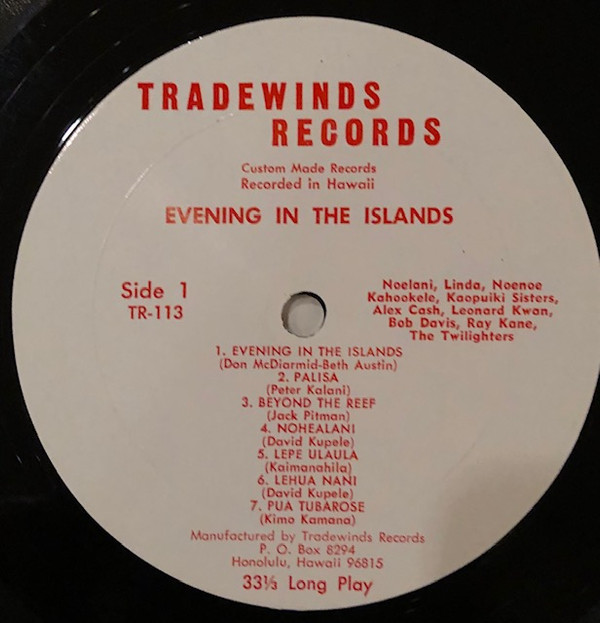 TRADEWINDS
RECORDS
Custom Made Records
Recorded in Hawaii
EVENING IN THE ISLANDS
Side 1
TR-113
Noelani, Linda, Noenoe
Kahookele, Kaopuiki Sisters,
Alex Cash, Leonard Kwan,
Bob Davis, Ray Kane,
The Twilighters
1. EVENING IN THE ISLANDS
(Don McDiarmid-Beth Austin)
2. PALISA
(Peter Kalani)
3. BEYOND THE REEF
(Jack Pitman)
4. NOHEALANI
(David Kupele)
5. LEPE ULAULA
(Kaimanahila)
6. LEHUA NANI
(David Kupele)
7. PUA TUBAROSE
(Kimo Kamana)
Manufactured by Tradewinds Records
P. O. Box 8294
Honolulu, Hawaii 96815
33⅓ Long Play